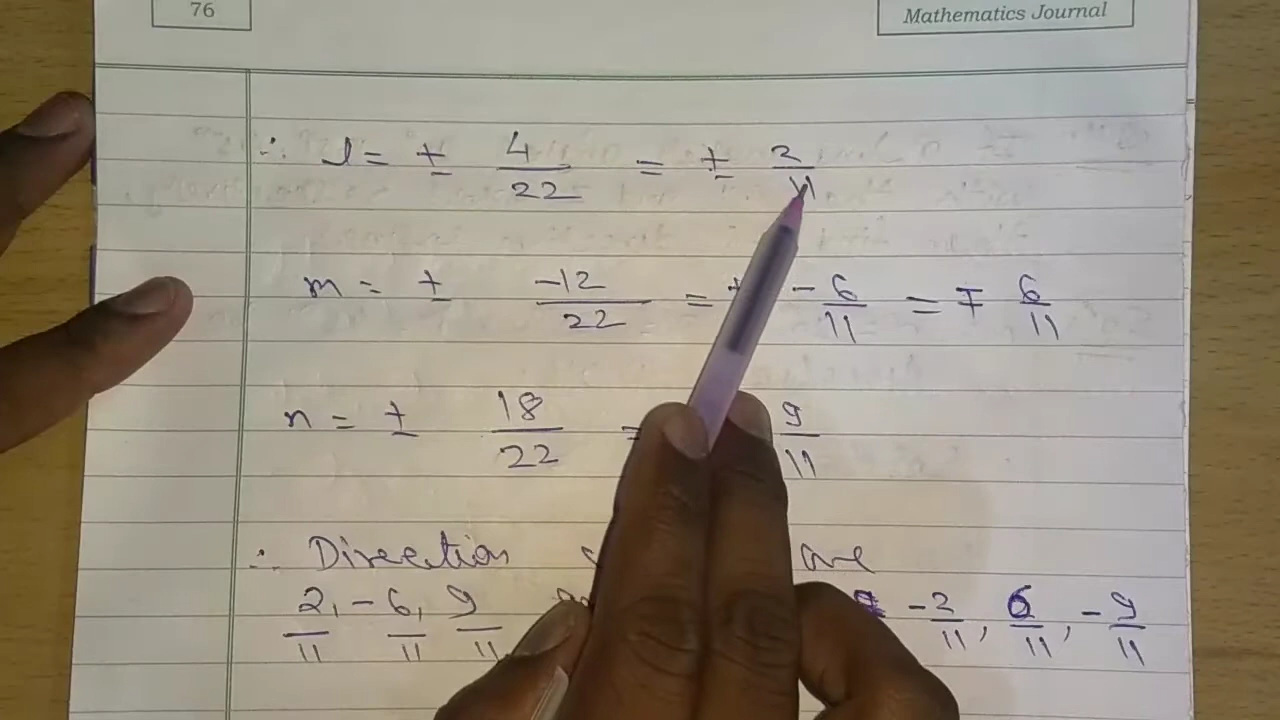 76
Mathematics Journal
∴ l = ± 4/22 = ± 2/11
m = ± -12/22 = ± -6/11 = ∓ 6/11
n = ± 18/22 = 9/11
∴ Direction are
2/11, -6/11, 9/11 -2/11, 6/11, -9/11